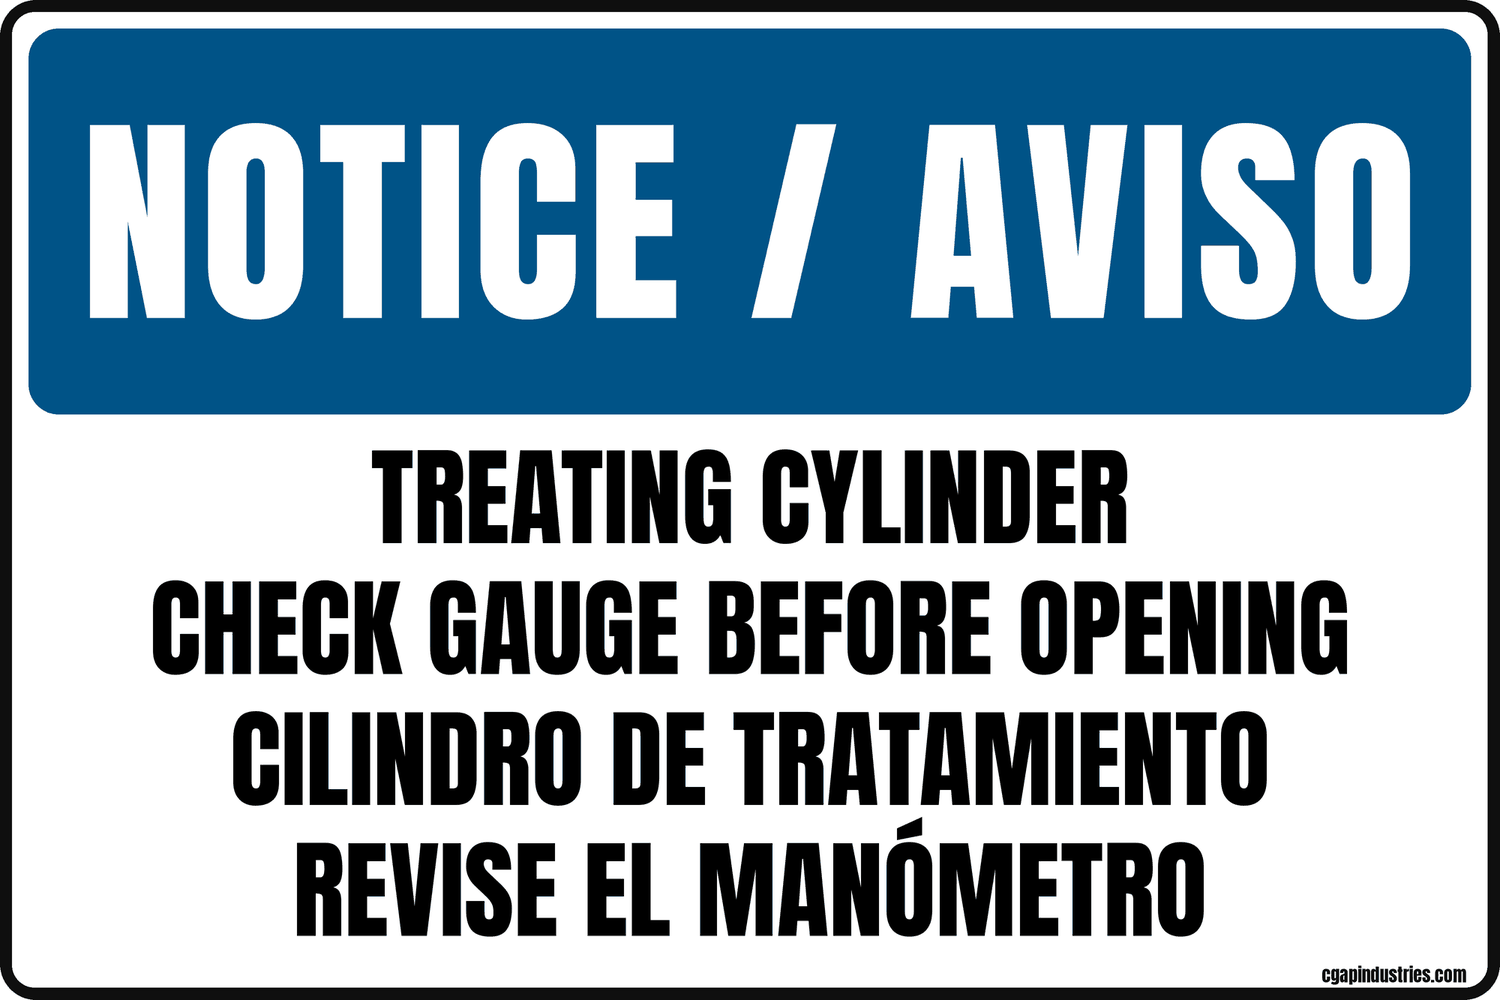 NOTICE / AVISO
TREATING CYLINDER
CHECK GAUGE BEFORE OPENING
CILINDRO DE TRATAMIENTO
REVISE EL MANÓMETRO
cgapindustries.com